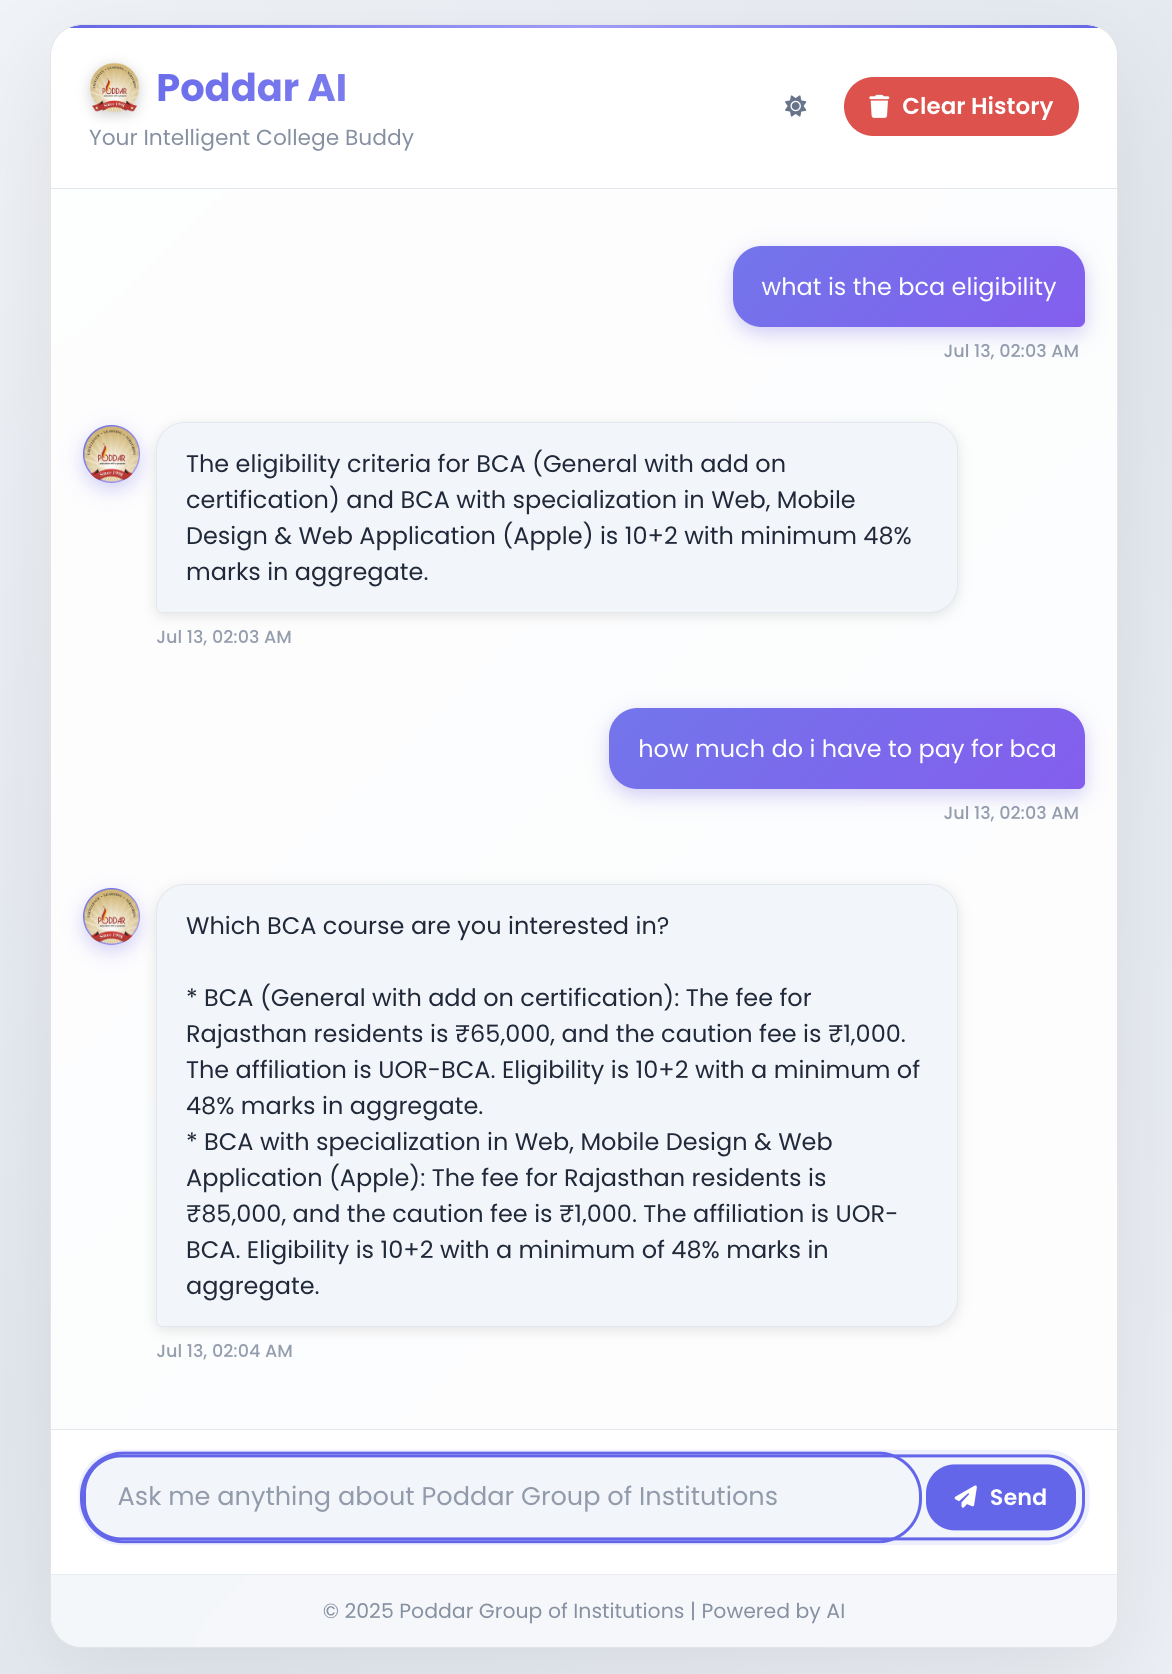 PODDAR
SINCE 1998
Poddar AI
Your Intelligent College Buddy
Clear History
what is the bca eligibility
Jul 13, 02:03 AM
PODDAR
SINCE 1998
The eligibility criteria for BCA (General with add on
certification) and BCA with specialization in Web, Mobile
Design & Web Application (Apple) is 10+2 with minimum 48%
marks in aggregate.
Jul 13, 02:03 AM
how much do i have to pay for bca
Jul 13, 02:03 AM
PODDAR
SINCE 1998
Which BCA course are you interested in?
* BCA (General with add on certification): The fee for
Rajasthan residents is ₹65,000, and the caution fee is ₹1,000.
The affiliation is UOR-BCA. Eligibility is 10+2 with a minimum of
48% marks in aggregate.
* BCA with specialization in Web, Mobile Design & Web
Application (Apple): The fee for Rajasthan residents is
₹85,000, and the caution fee is ₹1,000. The affiliation is UOR-
BCA. Eligibility is 10+2 with a minimum of 48% marks in
aggregate.
Jul 13, 02:04 AM
Ask me anything about Poddar Group of Institutions
Send
© 2025 Poddar Group of Institutions | Powered by AI